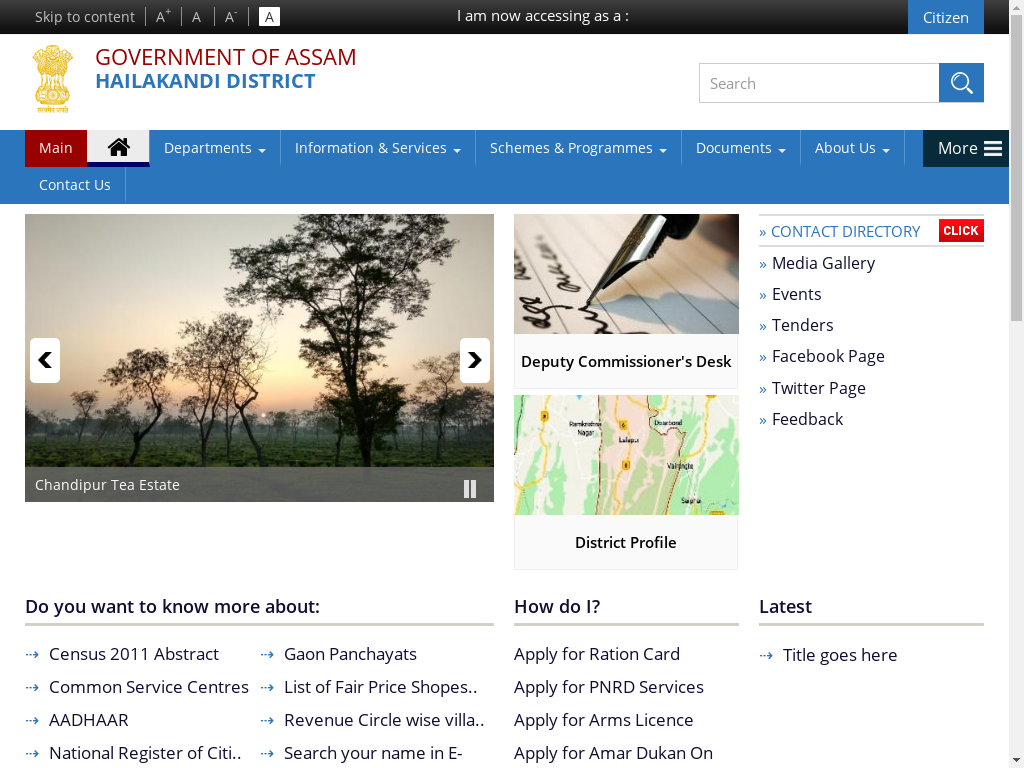 Skip to content
A+
A
A-
A
I am now accessing as a :
Citizen
GOVERNMENT OF ASSAM
HAILAKANDI DISTRICT
Search
Main
Departments
Information & Services
Schemes & Programmes
Documents
About Us
More
Contact Us
Chandipur Tea Estate
Deputy Commissioner's Desk
Ramkrishna
Nagar
Lalapur
Dwarbond
Vairengte
Saiphai
District Profile
» CONTACT DIRECTORY
CLICK
» Media Gallery
» Events
» Tenders
» Facebook Page
» Twitter Page
» Feedback
Do you want to know more about:
Census 2011 Abstract
Common Service Centres
AADHAAR
National Register of Citi..
Gaon Panchayats
List of Fair Price Shopes..
Revenue Circle wise villa..
Search your name in E-
How do I?
Apply for Ration Card
Apply for PNRD Services
Apply for Arms Licence
Apply for Amar Dukan On
Latest
Title goes here